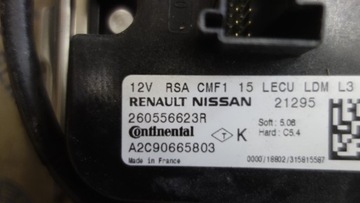 12V RSA CMF1 15 LECU LDM L3
RENAULT NISSAN 21295
260556623R Soft: 5.06
Continental T K Hard: C5.4
A2C90665803
Made in France 0000/18802/315815587